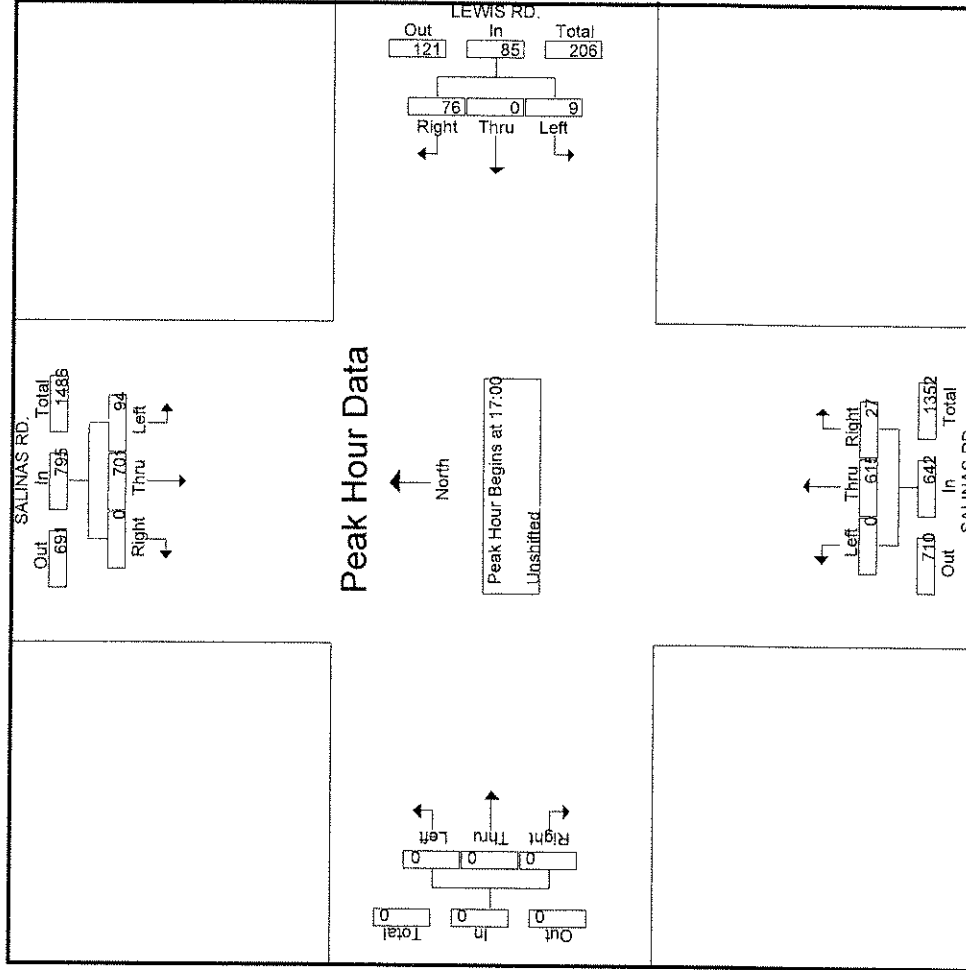 SALINAS RD.
Out In Total
691 795 1486
0 701 94
Right Thru Left
LEWIS RD.
Out In Total
121 85 206
76 0 9
Right Thru Left
Peak Hour Data
North
Peak Hour Begins at 17:00
Unshifted
Left Thru Right
0 0 0
Total In Out
0 0 0
Left Thru Right
0 615 27
710 642 1352
Out In Total
SALINAS RD.